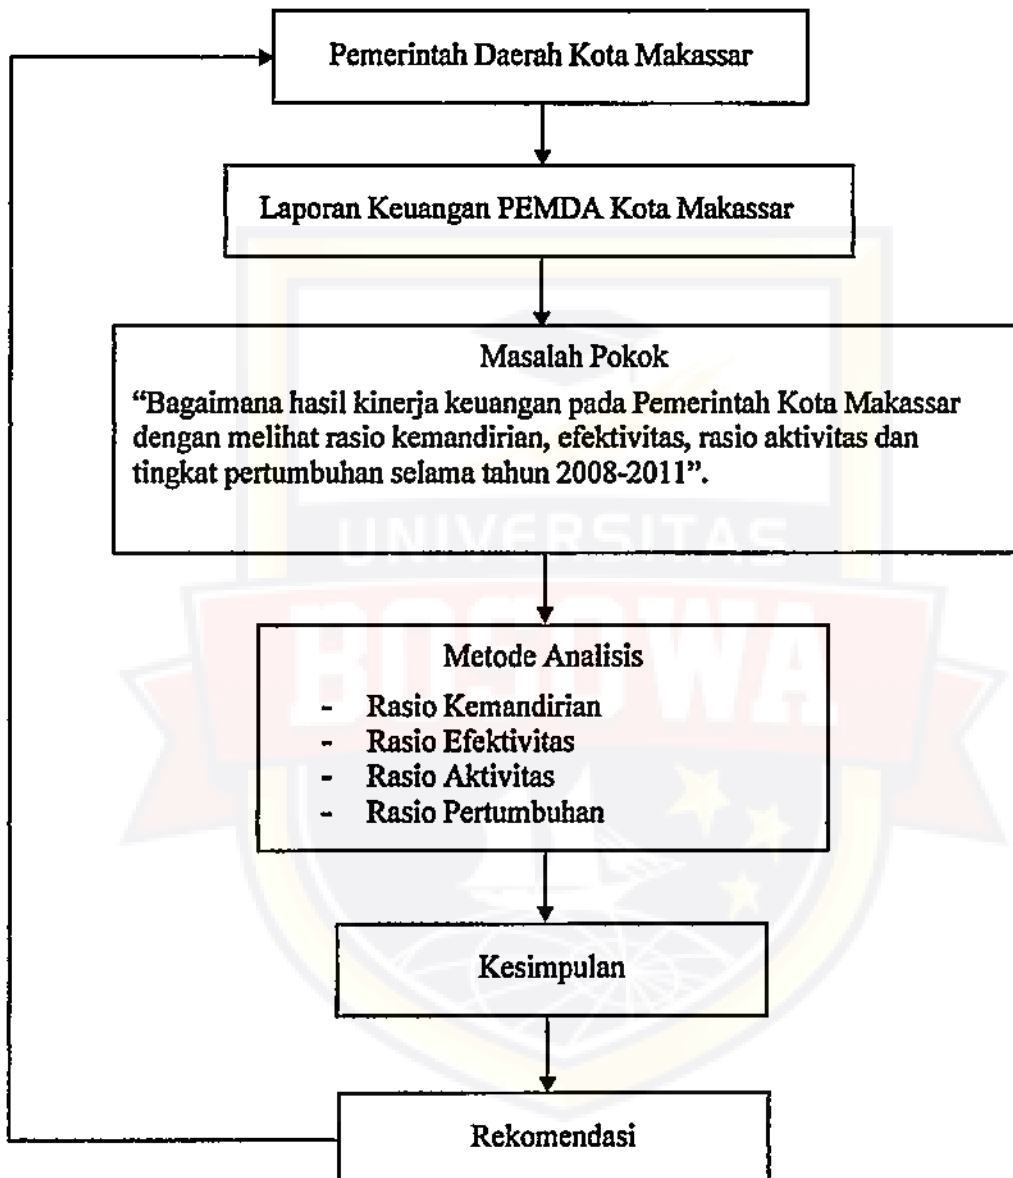 Pemerintah Daerah Kota Makassar
Laporan Keuangan PEMDA Kota Makassar
Masalah Pokok
“Bagaimana hasil kinerja keuangan pada Pemerintah Kota Makassar
dengan melihat rasio kemandirian, efektivitas, rasio aktivitas dan
tingkat pertumbuhan selama tahun 2008-2011”.
UNIVERSITAS
BOSOWA
Metode Analisis
- Rasio Kemandirian
- Rasio Efektivitas
- Rasio Aktivitas
- Rasio Pertumbuhan
Kesimpulan
Rekomendasi